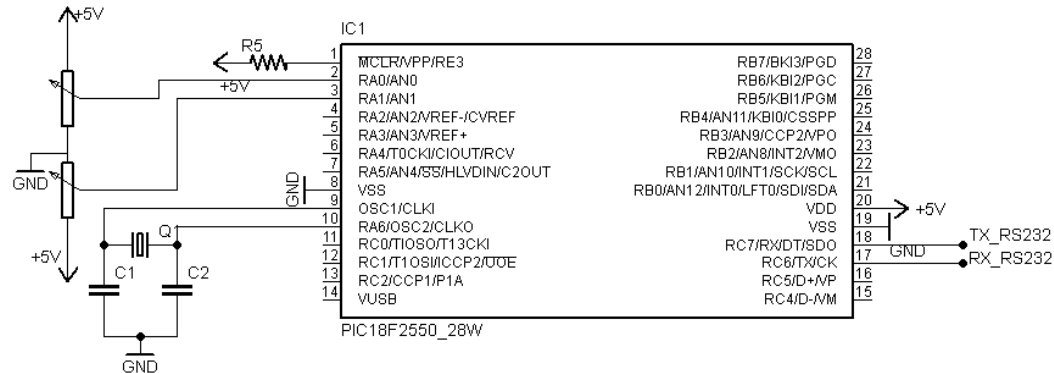 +5V
IC1
R5
+5V
1 MCLR/VPP/RE3
2 RA0/AN0
3 RA1/AN1
4 RA2/AN2/VREF-/CVREF
5 RA3/AN3/VREF+
6 RA4/T0CKI/CIOUT/RCV
7 RA5/AN4/SS/HLVDIN/C2OUT
8 VSS
9 OSC1/CLKI
10 RA6/OSC2/CLKO
11 RC0/TIOSO/T13CKI
12 RC1/T1OSI/ICCP2/UOE
13 RC2/CCP1/P1A
14 VUSB
RB7/KBI3/PGD 28
RB6/KBI2/PGC 27
RB5/KBI1/PGM 26
RB4/AN11/KBI0/CSSPP 25
RB3/AN9/CCP2/VPO 24
RB2/AN8/INT2/VMO 23
RB1/AN10/INT1/SCK/SCL 22
RB0/AN12/INT0/LFT0/SDI/SDA 21
VDD 20
VSS 19
RC7/RX/DT/SDO 18
RC6/TX/CK 17
RC5/D+/VP 16
RC4/D-/VM 15
GND
GND
+5V
Q
C1
C2
GND
+5V
GND
TX_RS232
RX_RS232
PIC18F2550_28W